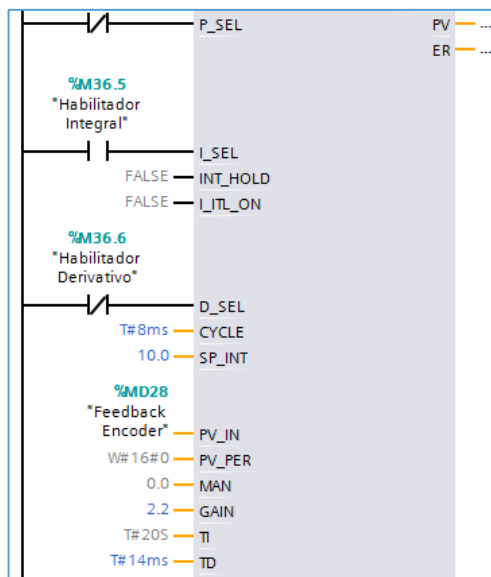 P_SEL PV ...
ER ...
%M36.5
"Habilitador
Integral"
I_SEL
FALSE INT_HOLD
FALSE I_ITL_ON
%M36.6
"Habilitador
Derivativo"
D_SEL
T#8ms CYCLE
10.0 SP_INT
%MD28
"Feedback
Encoder" PV_IN
W#16#0 PV_PER
0.0 MAN
2.2 GAIN
T#20S TI
T#14ms TD